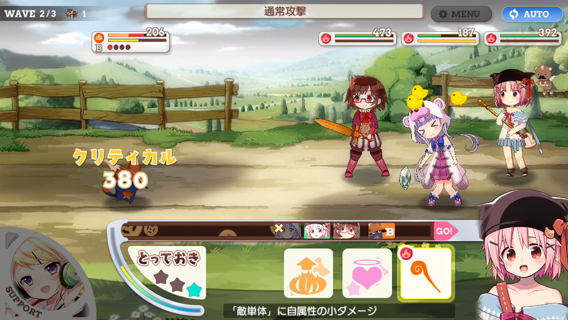 WAVE 2/3 1
通常攻撃
MENU
AUTO
206
B
473
187
392
クリティカル
380
GO!
B
とっておき
SUPPORT
「敵単体」に自属性の小ダメージ